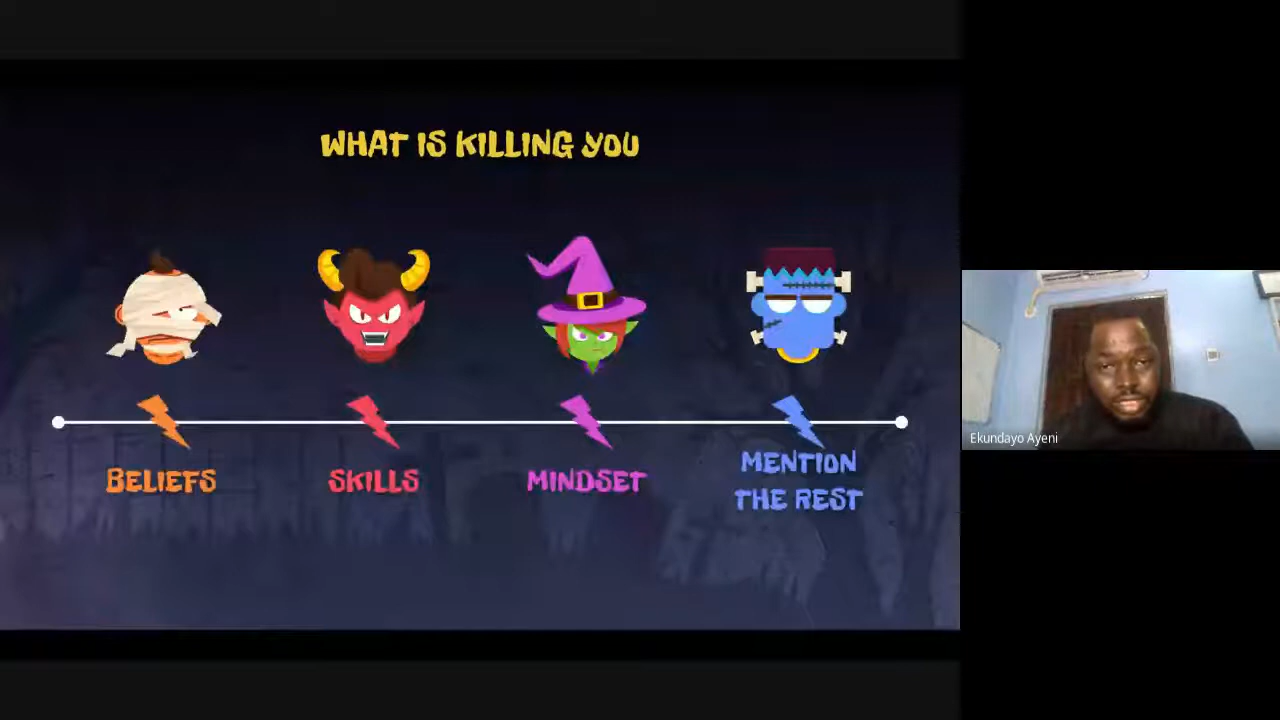 WHAT IS KILLING YOU
BELIEFS
SKILLS
MINDSET
MENTION
THE REST
Ekundayo Ayeni